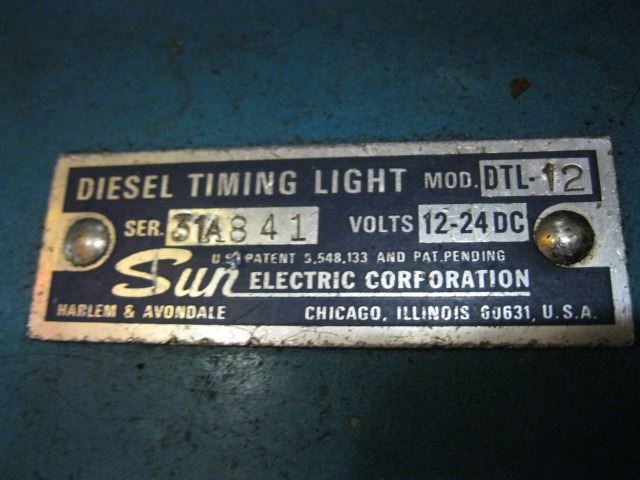 DIESEL TIMING LIGHT MOD. DTL-12
SER. 31A841 VOLTS 12-24 DC
U.S. PATENT 3,548,133 AND PAT. PENDING
Sun ELECTRIC CORPORATION
HARLEM & AVONDALE CHICAGO, ILLINOIS 60631, U.S.A.